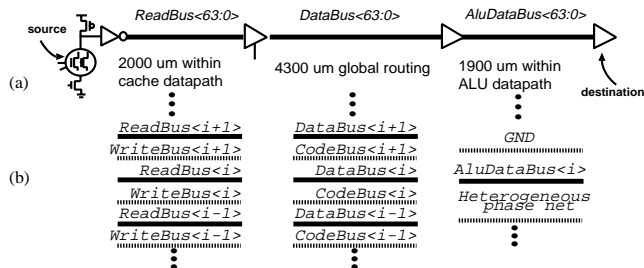 ReadBus<63:0>
DataBus<63:0>
AluDataBus<63:0>
source
2000 um within
cache datapath
4300 um global routing
1900 um within
ALU datapath
destination
(a)
(b)
ReadBus<i+1>
WriteBus<i+1>
ReadBus<i>
WriteBus<i>
ReadBus<i-1>
WriteBus<i-1>
DataBus<i+1>
CodeBus<i+1>
DataBus<i>
CodeBus<i>
DataBus<i-1>
CodeBus<i-1>
GND
AluDataBus<i>
Heterogeneous
phase net